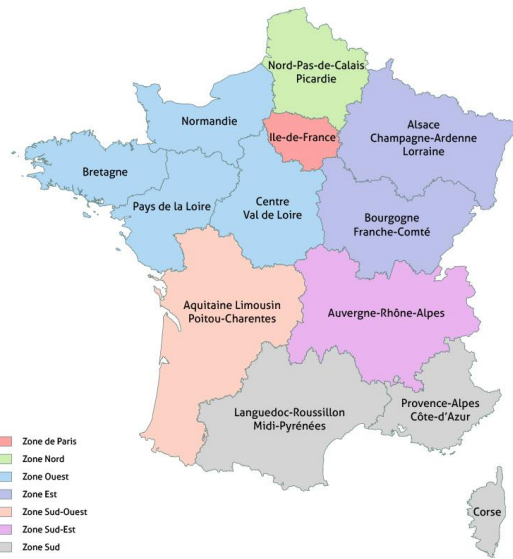 Nord-Pas-de-Calais
Picardie
Normandie
Ile-de-France
Alsace
Champagne-Ardenne
Lorraine
Bretagne
Pays de la Loire
Centre
Val de Loire
Bourgogne
Franche-Comté
Aquitaine Limousin
Poitou-Charentes
Auvergne-Rhône-Alpes
Languedoc-Roussillon
Midi-Pyrénées
Provence-Alpes
Côte-d'Azur
Corse
Zone de Paris
Zone Nord
Zone Ouest
Zone Est
Zone Sud-Ouest
Zone Sud-Est
Zone Sud